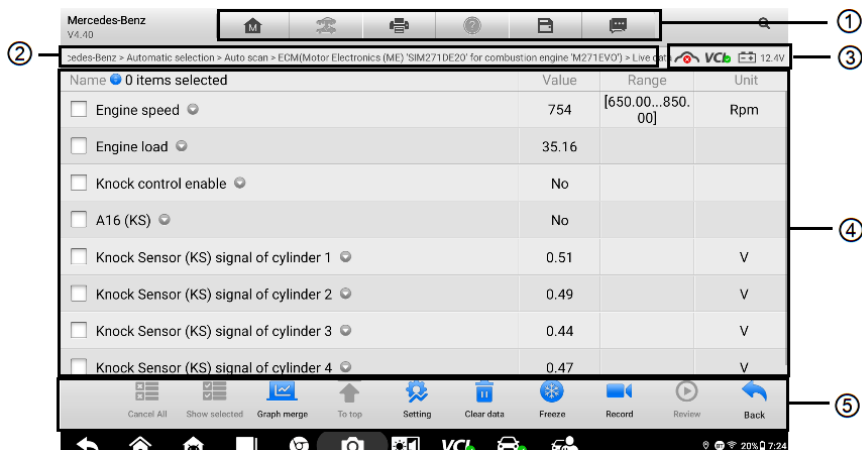 Mercedes-Benz
V4.40
M
?
①
② :edes-Benz > Automatic selection > Auto scan > ECM(Motor Electronics (ME) 'SIM271DE20' for combustion engine 'M271EVO') > Live data VCI 12.4V ③
Name 0 items selected Value Range Unit
Engine speed 754 [650.00...850.
00] Rpm
Engine load 35.16
Knock control enable No
A16 (KS) No
④
Knock Sensor (KS) signal of cylinder 1 0.51 V
Knock Sensor (KS) signal of cylinder 2 0.49 V
Knock Sensor (KS) signal of cylinder 3 0.44 V
Knock Sensor (KS) signal of cylinder 4 0.47 V
Cancel All Show selected Graph merge To top Setting Clear data Freeze Record Review Back ⑤
VCI 20% 7:24